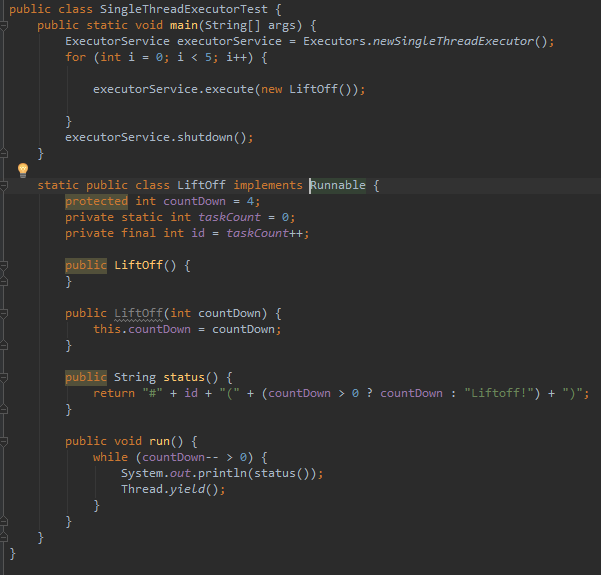 public class SingleThreadExecutorTest {
public static void main(String[] args) {
ExecutorService executorService = Executors.newSingleThreadExecutor();
for (int i = 0; i < 5; i++) {
executorService.execute(new LiftOff());
}
executorService.shutdown();
}
static public class LiftOff implements Runnable {
protected int countDown = 4;
private static int taskCount = 0;
private final int id = taskCount++;
public LiftOff() {
}
public LiftOff(int countDown) {
this.countDown = countDown;
}
public String status() {
return "#" + id + "(" + (countDown > 0 ? countDown : "Liftoff!") + ")";
}
public void run() {
while (countDown-- > 0) {
System.out.println(status());
Thread.yield();
}
}
}
}